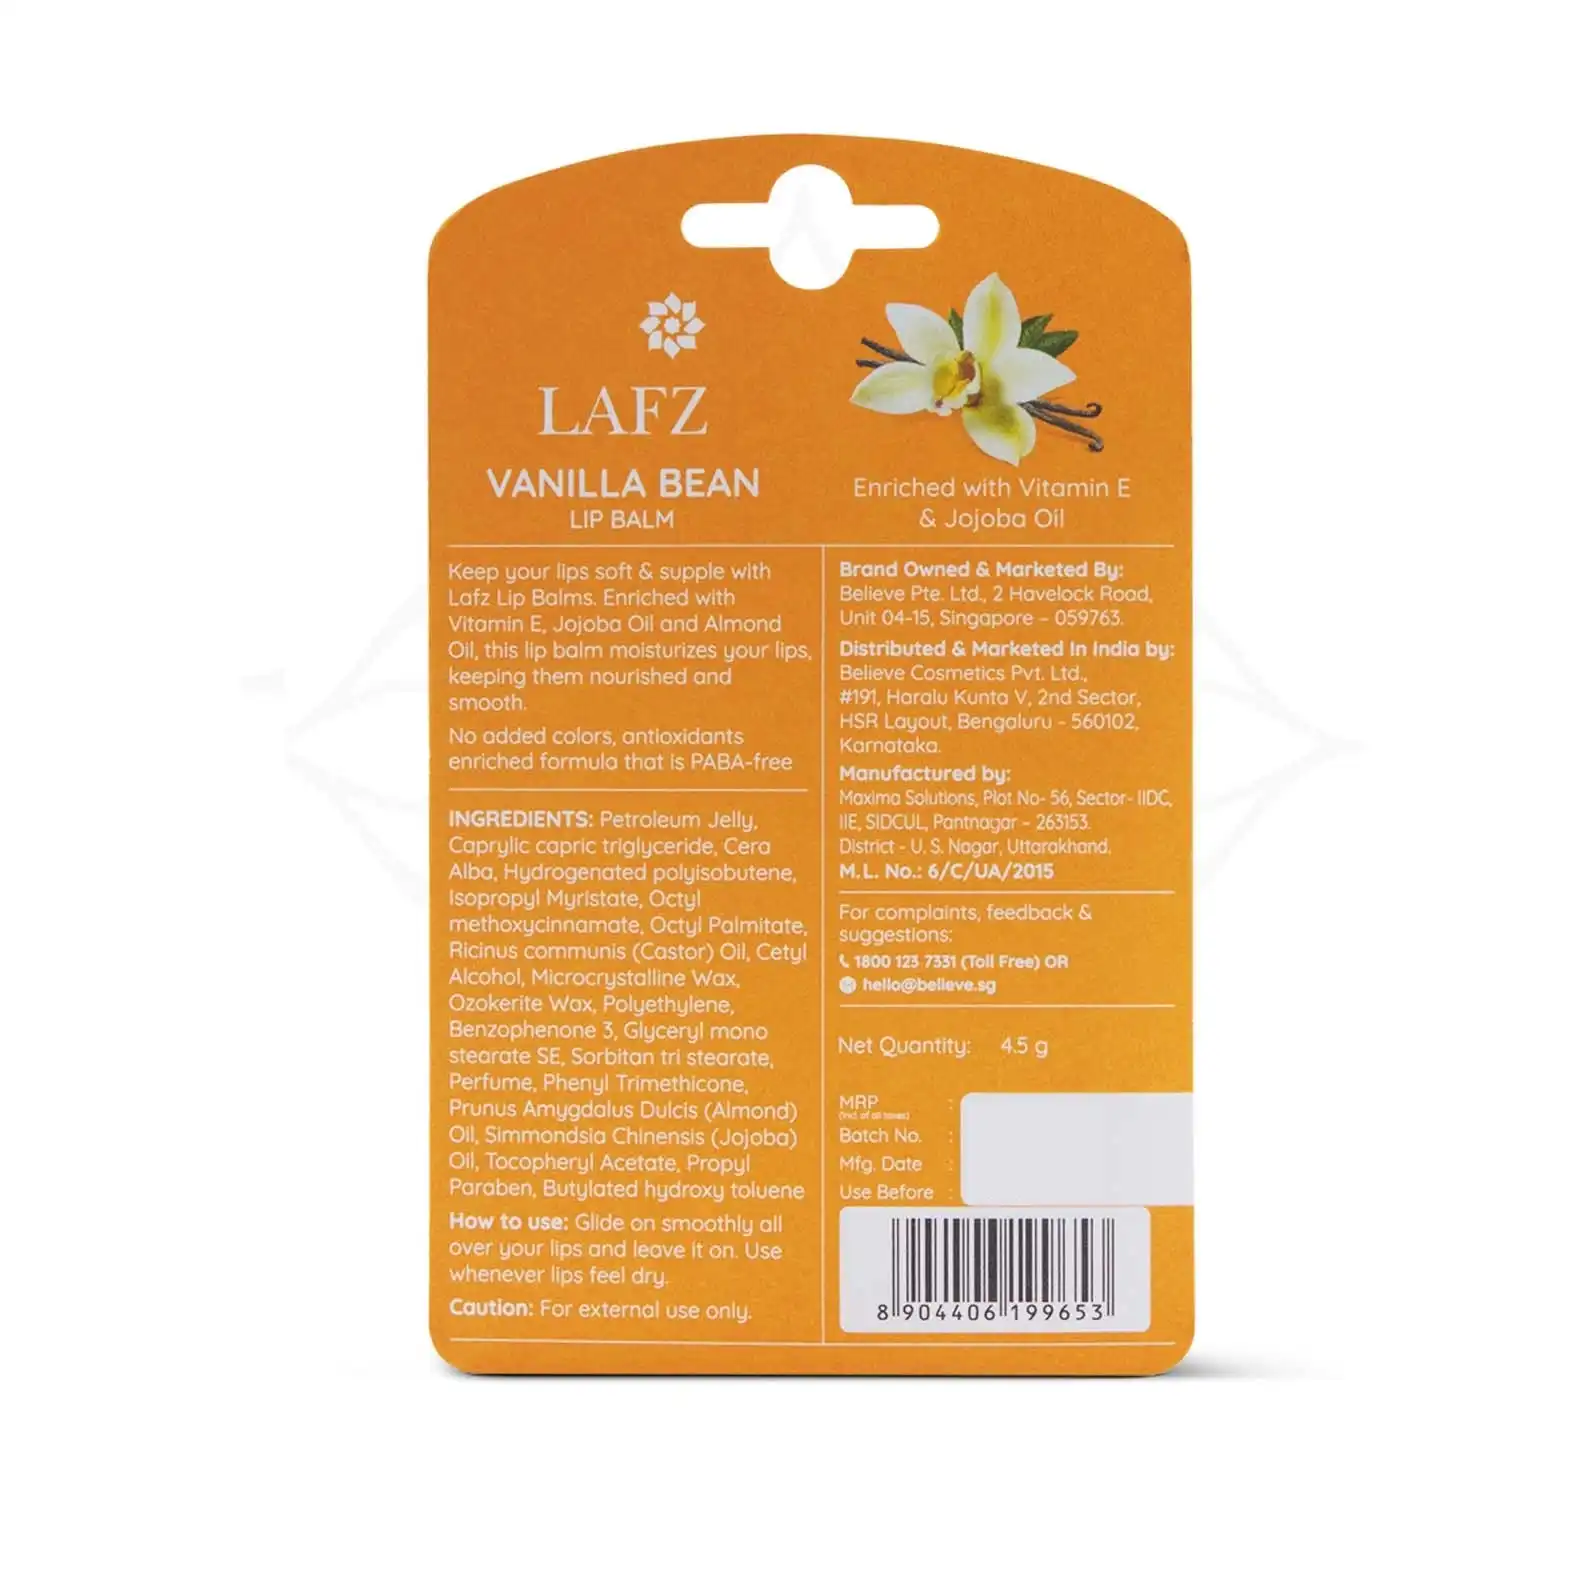 LAFZ
VANILLA BEAN
LIP BALM
Enriched with Vitamin E
& Jojoba Oil
Keep your lips soft & supple with
Lafz Lip Balms. Enriched with
Vitamin E, Jojoba Oil and Almond
Oil, this lip balm moisturizes your lips,
keeping them nourished and
smooth.
No added colors, antioxidants
enriched formula that is PABA-free
INGREDIENTS: Petroleum Jelly,
Caprylic capric triglyceride, Cera
Alba, Hydrogenated polyisobutene,
Isopropyl Myristate, Octyl
methoxycinnamate, Octyl Palmitate,
Ricinus communis (Castor) Oil, Cetyl
Alcohol, Microcrystalline Wax,
Ozokerite Wax, Polyethylene,
Benzophenone 3, Glyceryl mono
stearate SE, Sorbitan tri stearate,
Perfume, Phenyl Trimethicone,
Prunus Amygdalus Dulcis (Almond)
Oil, Simmondsia Chinensis (Jojoba)
Oil, Tocopheryl Acetate, Propyl
Paraben, Butylated hydroxy toluene
How to use: Glide on smoothly all
over your lips and leave it on. Use
whenever lips feel dry.
Caution: For external use only.
Brand Owned & Marketed By:
Believe Pte. Ltd., 2 Havelock Road,
Unit 04-15, Singapore - 059763.
Distributed & Marketed In India by:
Believe Cosmetics Pvt. Ltd.,
#191, Haralu Kunta V, 2nd Sector,
HSR Layout, Bengaluru - 560102,
Karnataka.
Manufactured by:
Maxima Solutions, Plot No- 56, Sector- IIDC,
IIE, SIDCUL, Pantnagar - 263153.
District - U. S. Nagar, Uttarakhand.
M.L. No.: 6/C/UA/2015
For complaints, feedback &
suggestions:
1800 123 7331 (Toll Free) OR
hello@believe.sg
Net Quantity: 4.5 g
MRP :
(Incl. of all taxes)
Batch No. :
Mfg. Date :
Use Before :
8 904406 199653